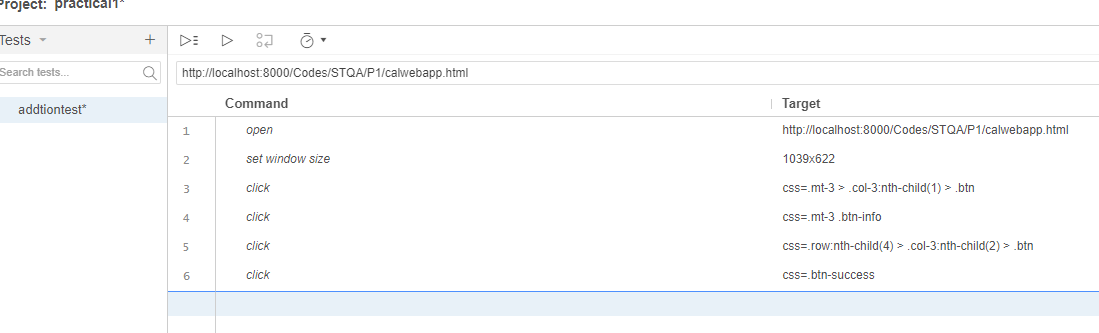 Project: practical1*
Tests
Search tests...
addtiontest*
http://localhost:8000/Codes/STQA/P1/calwebapp.html
Command Target
1 open http://localhost:8000/Codes/STQA/P1/calwebapp.html
2 set window size 1039x622
3 click css=.mt-3 > .col-3:nth-child(1) > .btn
4 click css=.mt-3 .btn-info
5 click css=.row:nth-child(4) > .col-3:nth-child(2) > .btn
6 click css=.btn-success